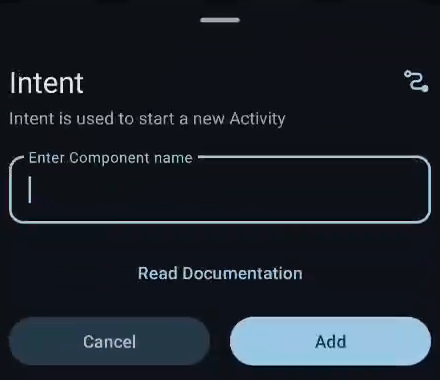 Intent
Intent is used to start a new Activity
Enter Component name
Read Documentation
Cancel
Add